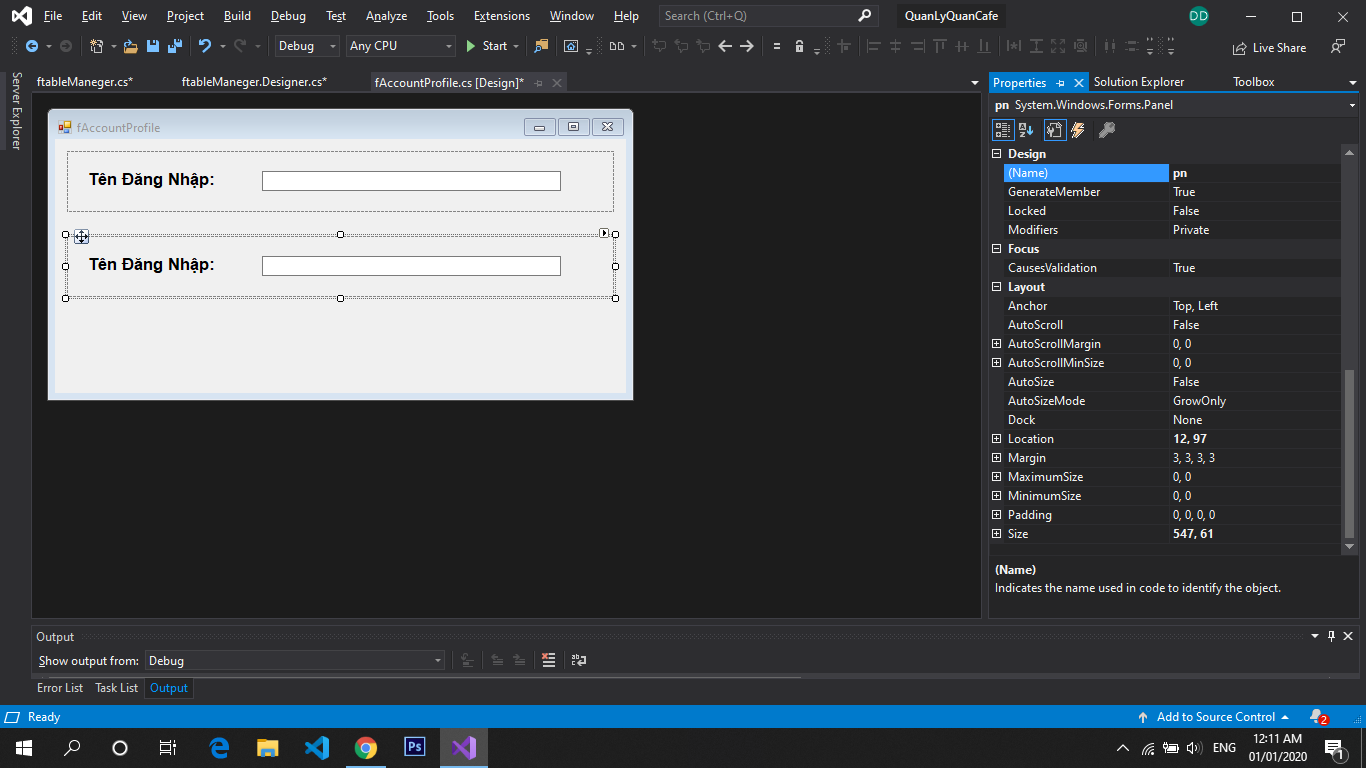 File Edit View Project Build Debug Test Analyze Tools Extensions Window Help Search (Ctrl+Q) QuanLyQuanCafe DD
Debug Any CPU Start DD Live Share
Server Explorer
ftableManeger.cs* ftableManeger.Designer.cs* fAccountProfile.cs [Design]*
fAccountProfile
Tên Đăng Nhập:
Tên Đăng Nhập:
Properties Solution Explorer Toolbox
pn System.Windows.Forms.Panel
Design
(Name) pn
GenerateMember True
Locked False
Modifiers Private
Focus
CausesValidation True
Layout
Anchor Top, Left
AutoScroll False
AutoScrollMargin 0, 0
AutoScrollMinSize 0, 0
AutoSize False
AutoSizeMode GrowOnly
Dock None
Location 12, 97
Margin 3, 3, 3, 3
MaximumSize 0, 0
MinimumSize 0, 0
Padding 0, 0, 0, 0
Size 547, 61
(Name)
Indicates the name used in code to identify the object.
Output
Show output from: Debug
Error List Task List Output
Ready Add to Source Control 2
Ps ENG 12:11 AM 1
01/01/2020